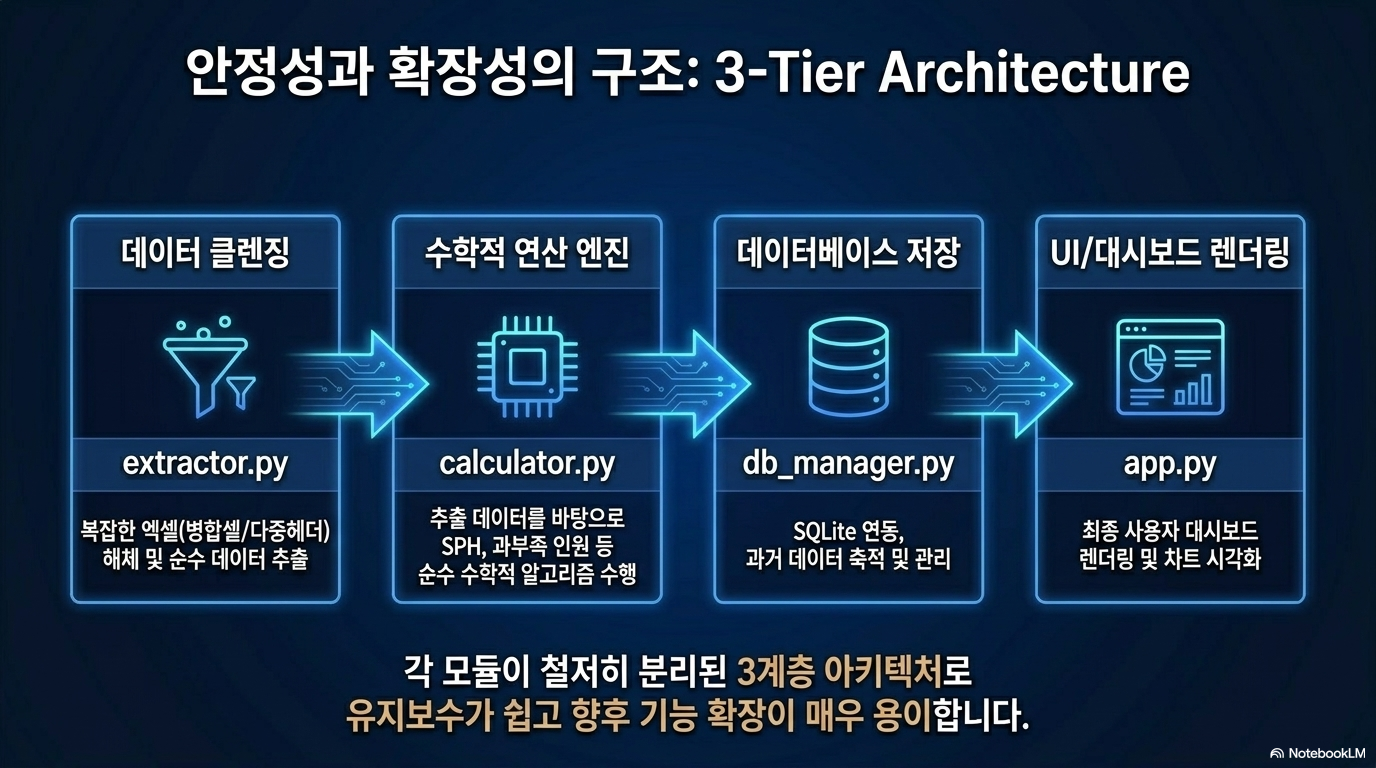 안정성과 확장성의 구조: 3-Tier Architecture
데이터 클렌징
extractor.py
복잡한 엑셀(병합셀/다중헤더)
해체 및 순수 데이터 추출
수학적 연산 엔진
calculator.py
추출 데이터를 바탕으로
SPH, 과부족 인원 등
순수 수학적 알고리즘 수행
데이터베이스 저장
db_manager.py
SQLite 연동,
과거 데이터 축적 및 관리
UI/대시보드 렌더링
app.py
최종 사용자 대시보드
렌더링 및 차트 시각화
각 모듈이 철저히 분리된 3계층 아키텍처로
유지보수가 쉽고 향후 기능 확장이 매우 용이합니다.
NotebookLM